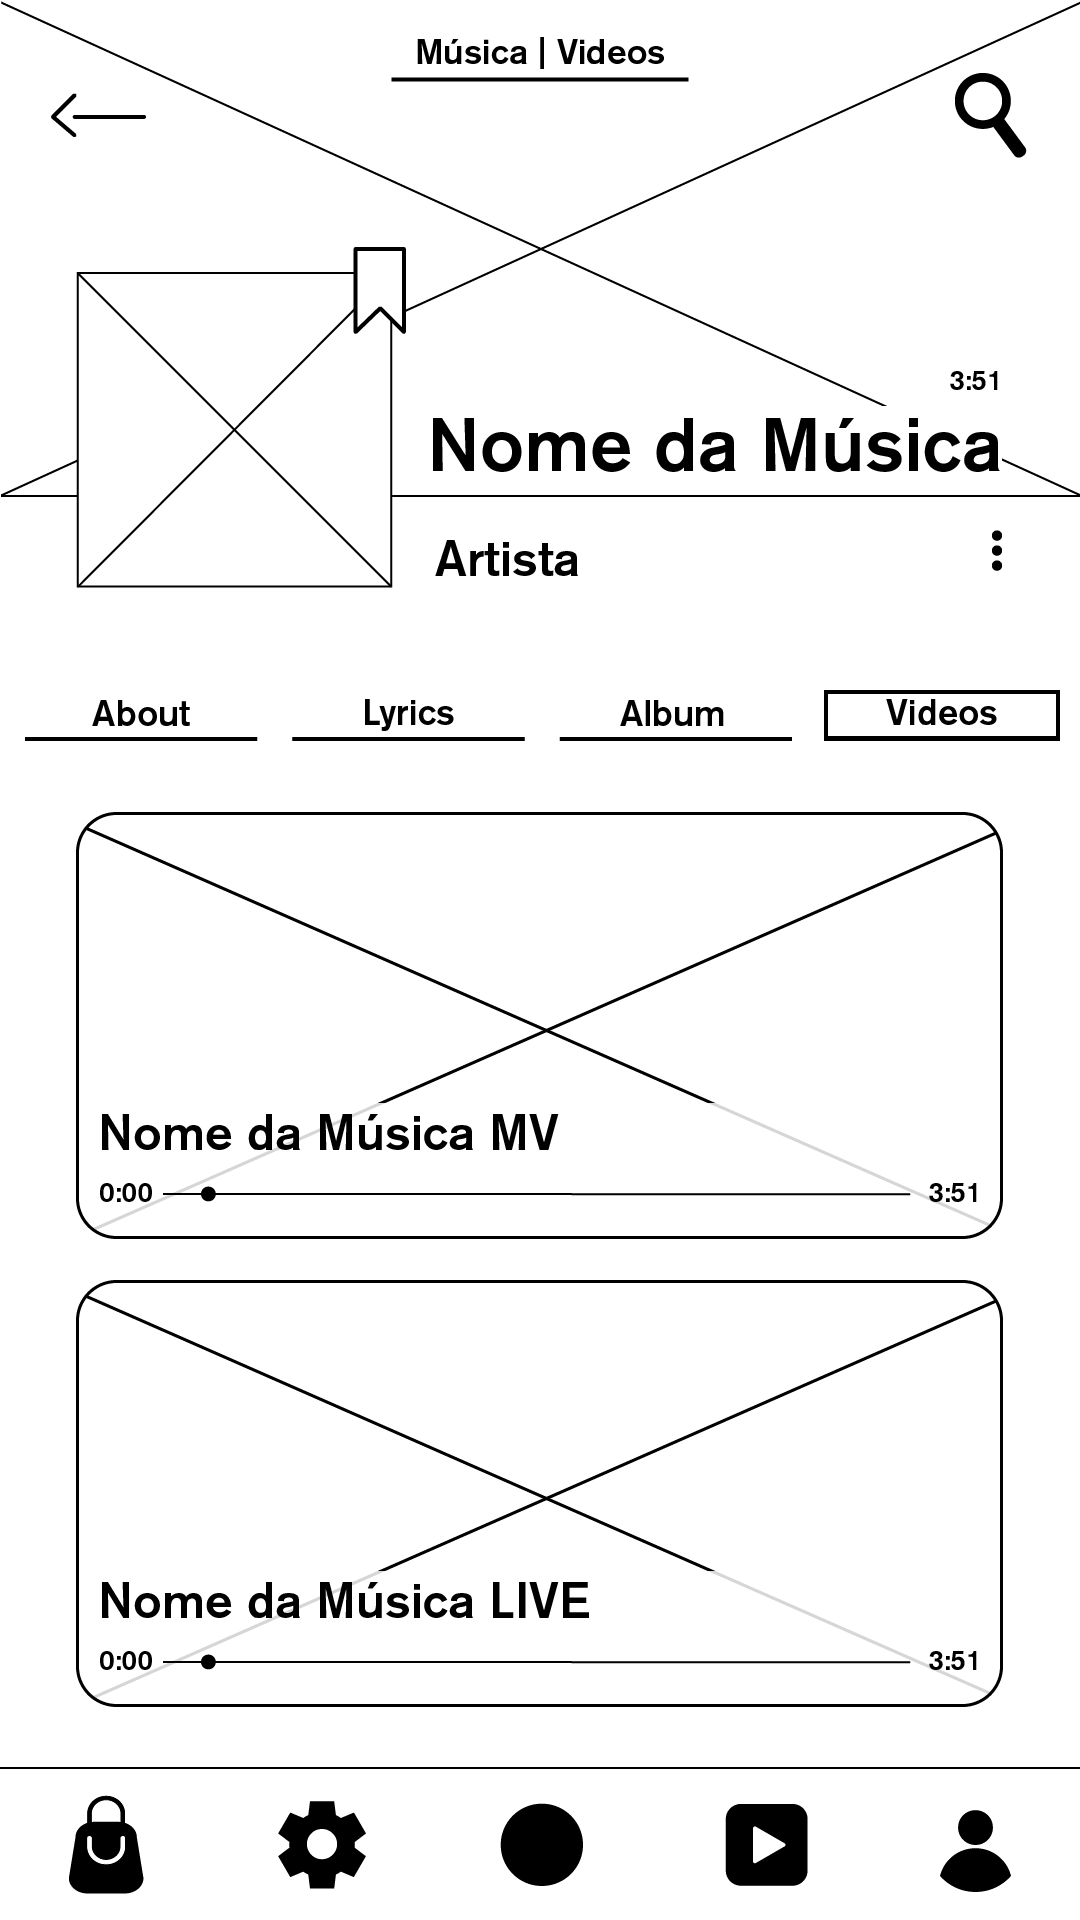 Música | Videos
3:51
Nome da Música
Artista
About
Lyrics
Album
Videos
Nome da Música MV
0:00
3:51
Nome da Música LIVE
0:00
3:51